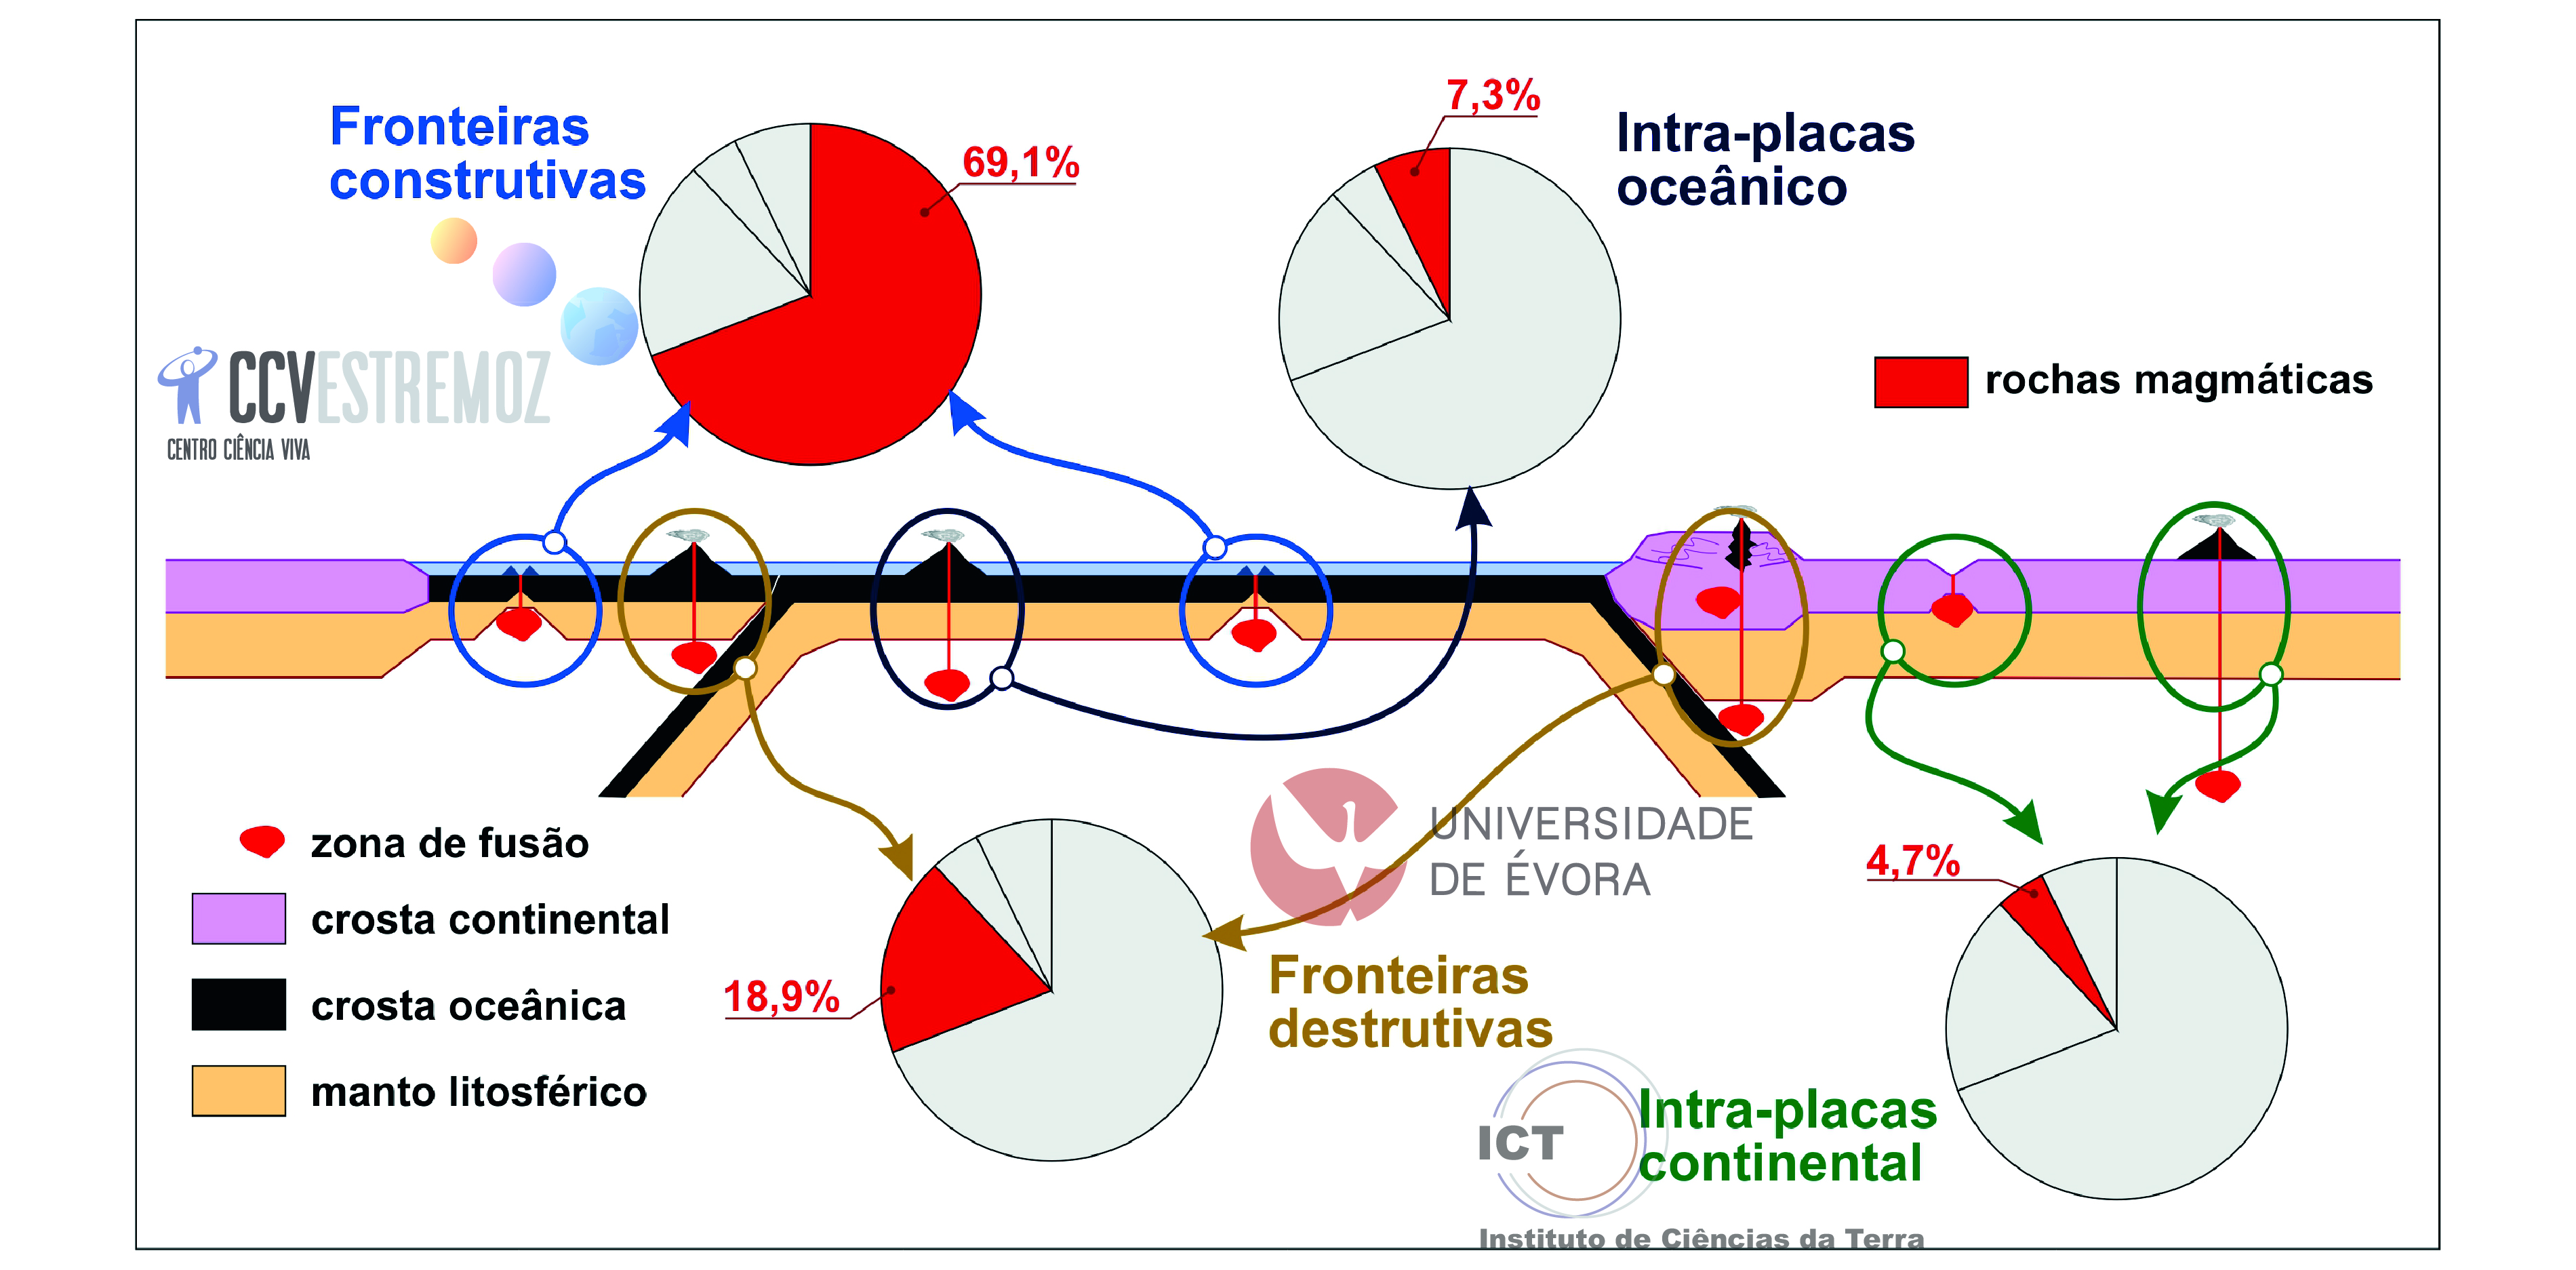 Fronteiras
construtivas
69,1%
7,3%
Intra-placas
oceânico
CCVESTREMOZ
CENTRO CIÊNCIA VIVA
rochas magmáticas
zona de fusão
crosta continental
crosta oceânica
manto litosférico
18,9%
UNIVERSIDADE
DE ÉVORA
Fronteiras
destrutivas
4,7%
Intra-placas
continental
ICT
Instituto de Ciências da Terra